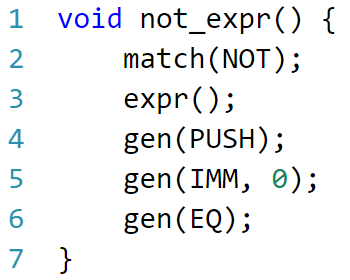 1 void not_expr() {
2     match(NOT);
3     expr();
4     gen(PUSH);
5     gen(IMM, 0);
6     gen(EQ);
7 }